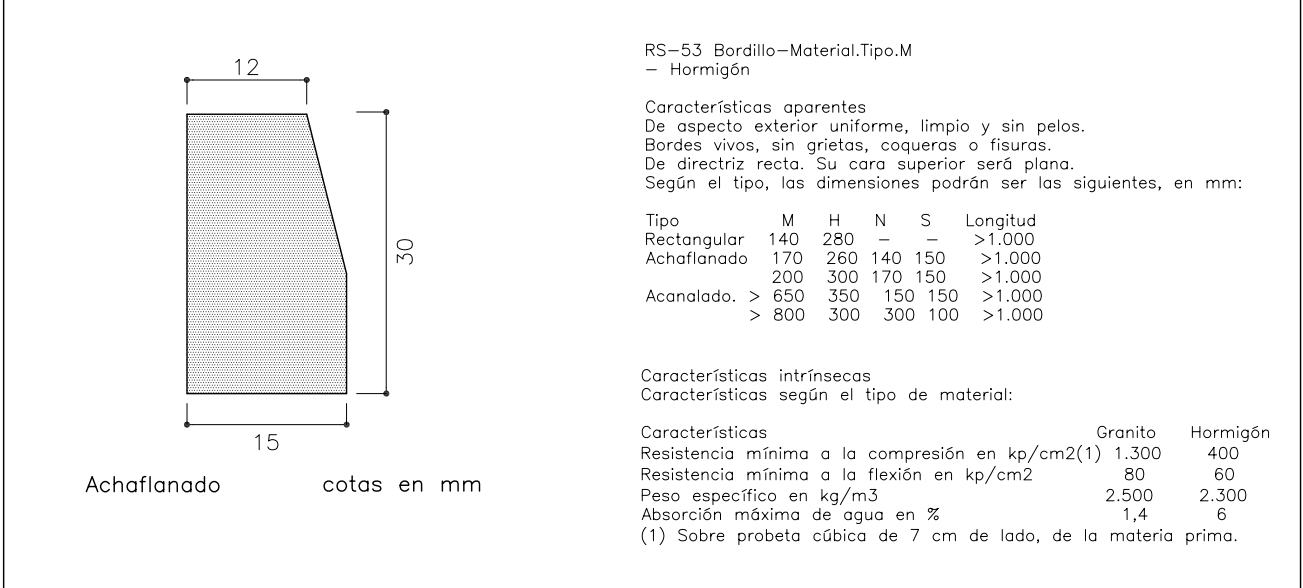 12
30
15
Achaflanado cotas en mm
RS-53 Bordillo-Material.Tipo.M
- Hormigón
Características aparentes
De aspecto exterior uniforme, limpio y sin pelos.
Bordes vivos, sin grietas, coqueras o fisuras.
De directriz recta. Su cara superior será plana.
Según el tipo, las dimensiones podrán ser las siguientes, en mm:
Tipo M H N S Longitud
Rectangular 140 280 - - >1.000
Achaflanado 170 260 140 150 >1.000
200 300 170 150 >1.000
Acanalado. > 650 350 150 150 >1.000
> 800 300 300 100 >1.000
Características intrínsecas
Características según el tipo de material:
Características Granito Hormigón
Resistencia mínima a la compresión en kp/cm2(1) 1.300 400
Resistencia mínima a la flexión en kp/cm2 80 60
Peso específico en kg/m3 2.500 2.300
Absorción máxima de agua en % 1,4 6
(1) Sobre probeta cúbica de 7 cm de lado, de la materia prima.